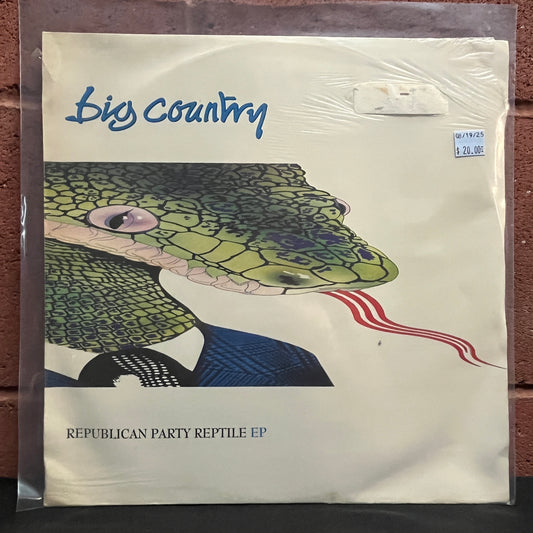 big country
01/19/25
$ 20.00
REPUBLICAN PARTY REPTILE EP